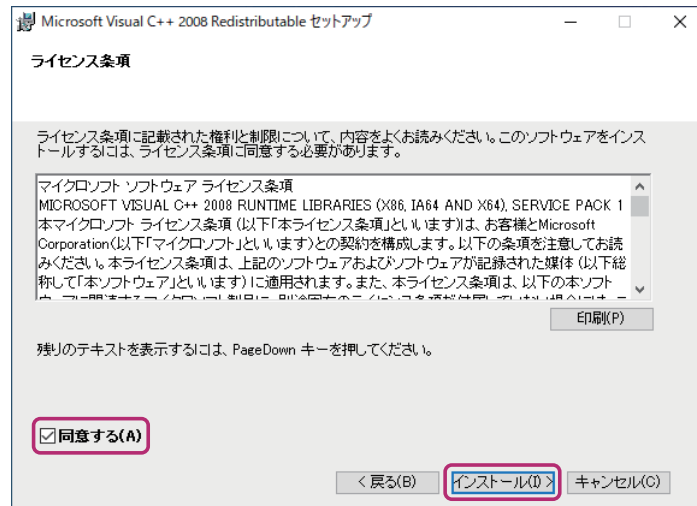 Microsoft Visual C++ 2008 Redistributable セットアップ
ライセンス条項
ライセンス条項に記載された権利と制限について、内容をよくお読みください。このソフトウェアをインス
トールするには、ライセンス条項に同意する必要があります。
マイクロソフト ソフトウェア ライセンス条項
MICROSOFT VISUAL C++ 2008 RUNTIME LIBRARIES (X86, IA64 AND X64), SERVICE PACK 1
本マイクロソフト ライセンス条項 (以下「本ライセンス条項」といいます)は、お客様とMicrosoft
Corporation(以下「マイクロソフト」といいます)との契約を構成します。以下の条項を注意してお読
みください。本ライセンス条項は、上記のソフトウェアおよびソフトウェアが記録された媒体 (以下総
称して「本ソフトウェア」といいます) に適用されます。また、本ライセンス条項は、以下の本ソフト
印刷(P)
残りのテキストを表示するには、PageDown キーを押してください。
同意する(A)
< 戻る(B)
インストール(I) >
キャンセル(C)